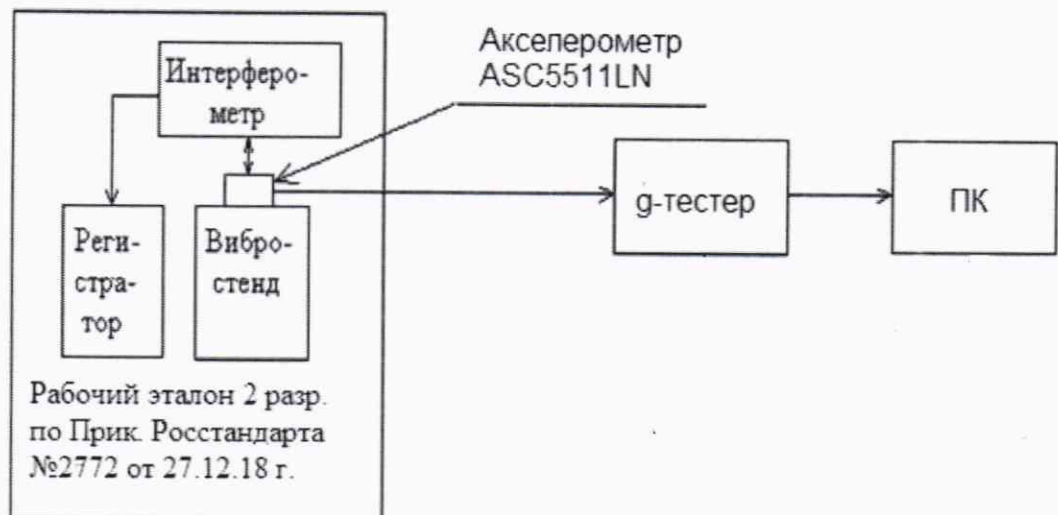 Интерферо-
метр
Акселерометр
ASC5511LN
Реги-
стра-
тор
Вибро-
стенд
g-тестер
ПК
Рабочий эталон 2 разр.
по Прик. Росстандарта
№2772 от 27.12.18 г.